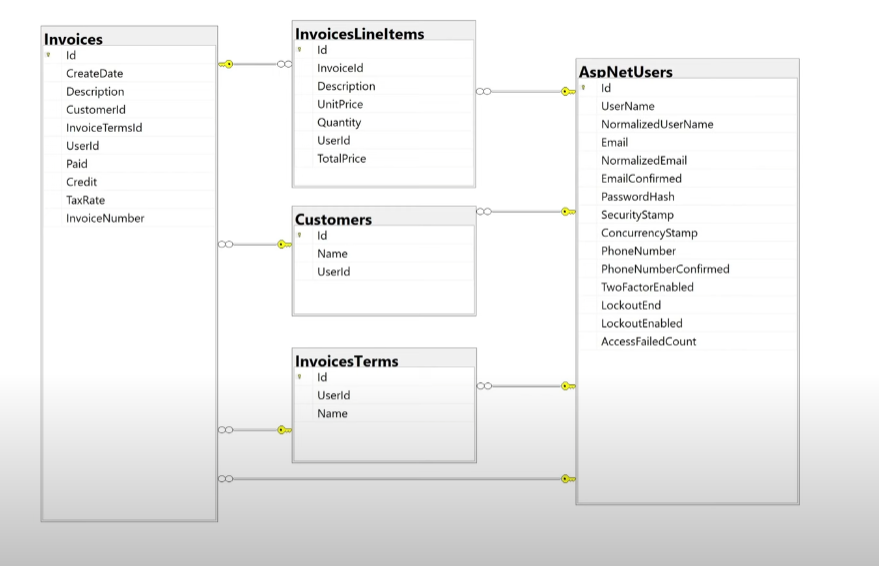 Invoices
Id
CreateDate
Description
CustomerId
InvoiceTermsId
UserId
Paid
Credit
TaxRate
InvoiceNumber
InvoicesLineItems
Id
InvoiceId
Description
UnitPrice
Quantity
UserId
TotalPrice
Customers
Id
Name
UserId
InvoicesTerms
Id
UserId
Name
AspNetUsers
Id
UserName
NormalizedUserName
Email
NormalizedEmail
EmailConfirmed
PasswordHash
SecurityStamp
ConcurrencyStamp
PhoneNumber
PhoneNumberConfirmed
TwoFactorEnabled
LockoutEnd
LockoutEnabled
AccessFailedCount